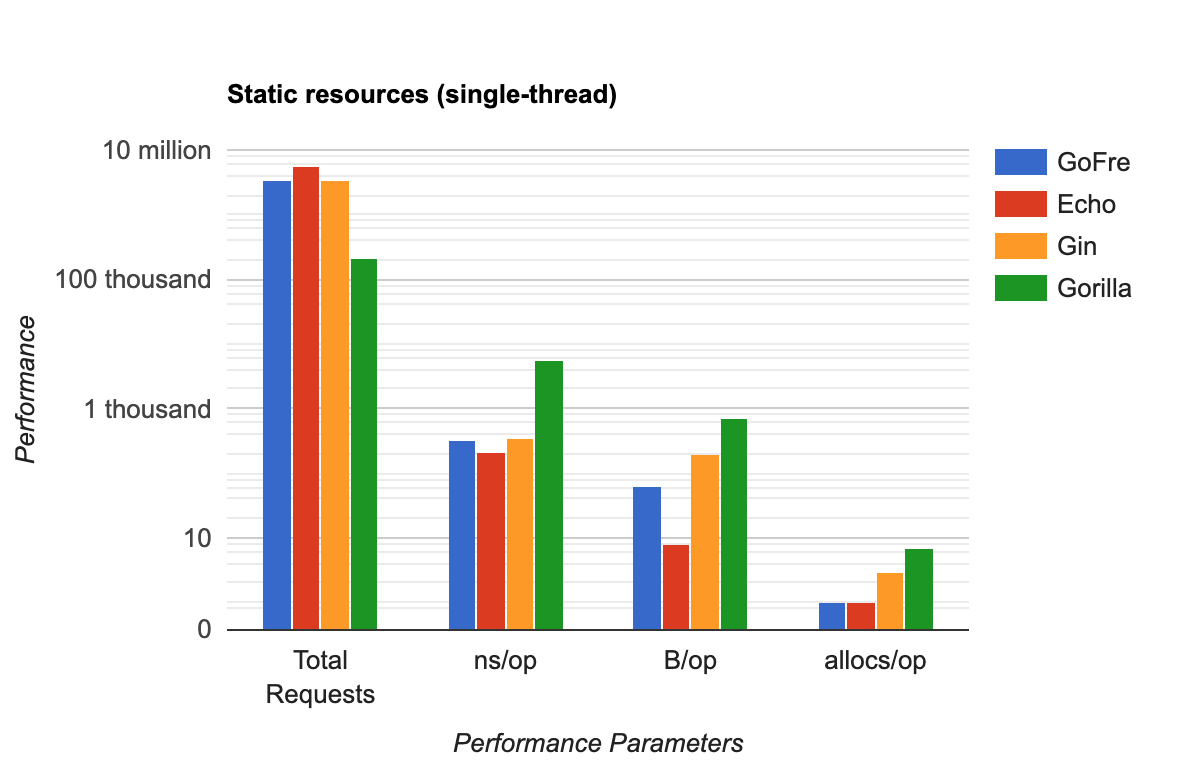 Static resources (single-thread)
10 million
100 thousand
1 thousand
10
0
Performance
GoFre
Echo
Gin
Gorilla
Total
Requests
ns/op
B/op
allocs/op
Performance Parameters